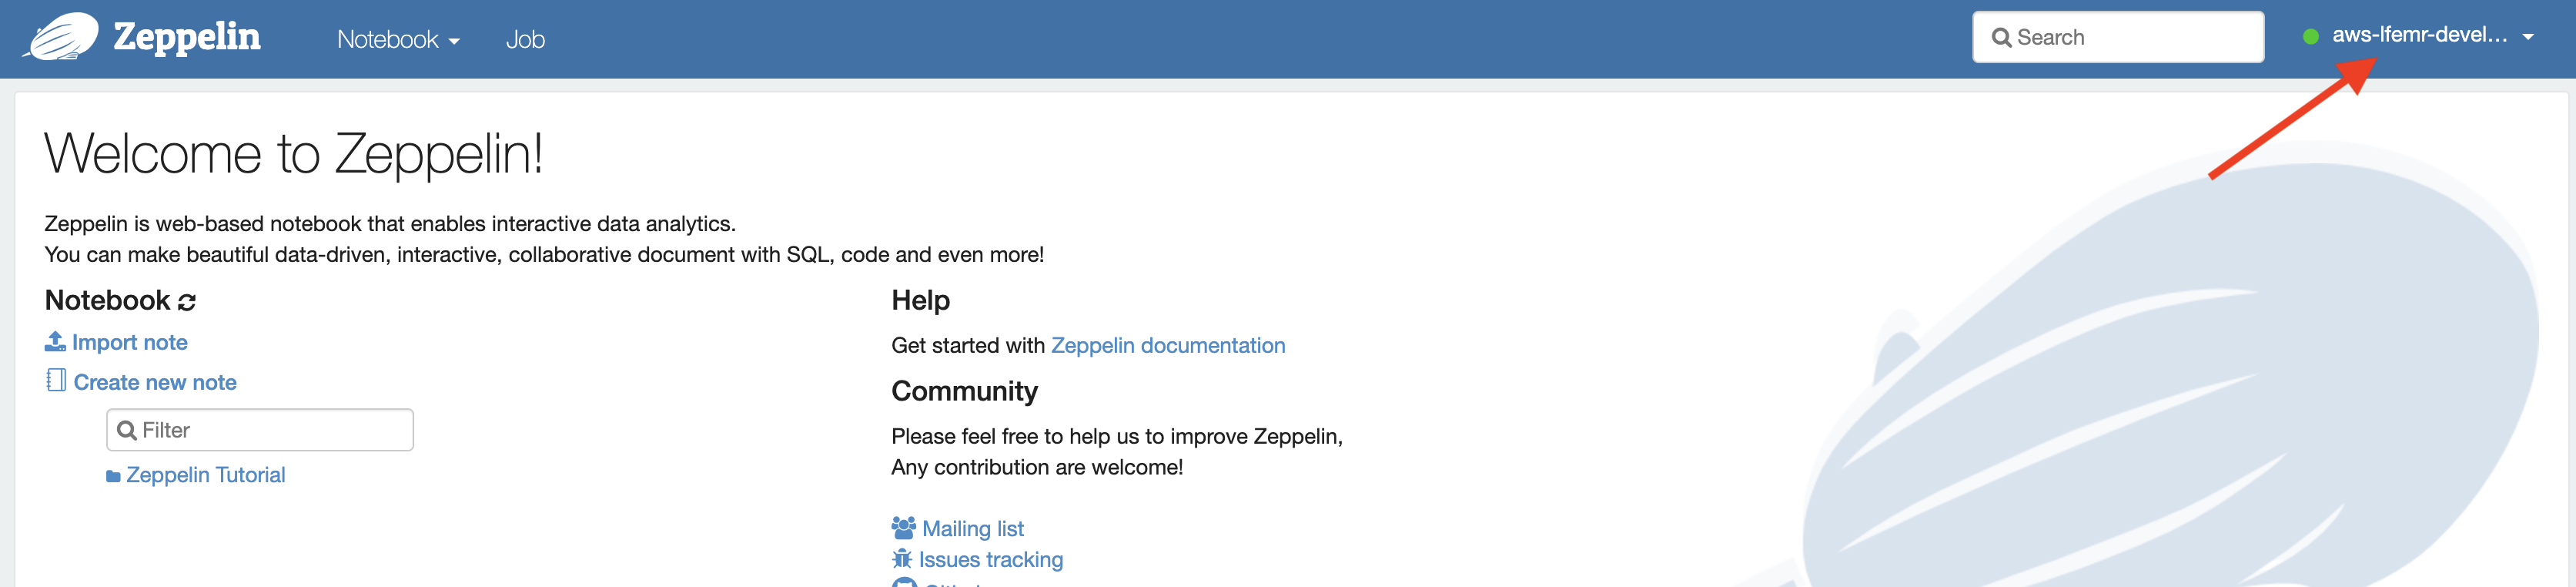 Zeppelin Notebook Job Search aws-lfemr-devel...
Welcome to Zeppelin!
Zeppelin is web-based notebook that enables interactive data analytics.
You can make beautiful data-driven, interactive, collaborative document with SQL, code and even more!
Notebook
Import note
Create new note
Filter
Zeppelin Tutorial
Help
Get started with Zeppelin documentation
Community
Please feel free to help us to improve Zeppelin,
Any contribution are welcome!
Mailing list
Issues tracking